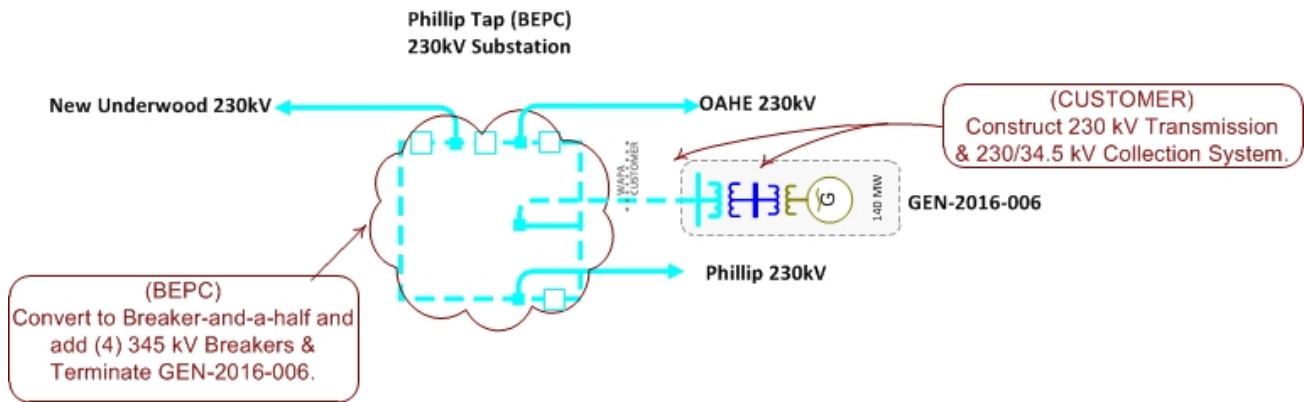 Phillip Tap (BEPC)
230kV Substation
New Underwood 230kV
OAHE 230kV
(CUSTOMER)
Construct 230 kV Transmission
& 230/34.5 kV Collection System.
WAPA
CUSTOMER
G
140 MW
GEN-2016-006
Phillip 230kV
(BEPC)
Convert to Breaker-and-a-half and
add (4) 345 kV Breakers &
Terminate GEN-2016-006.